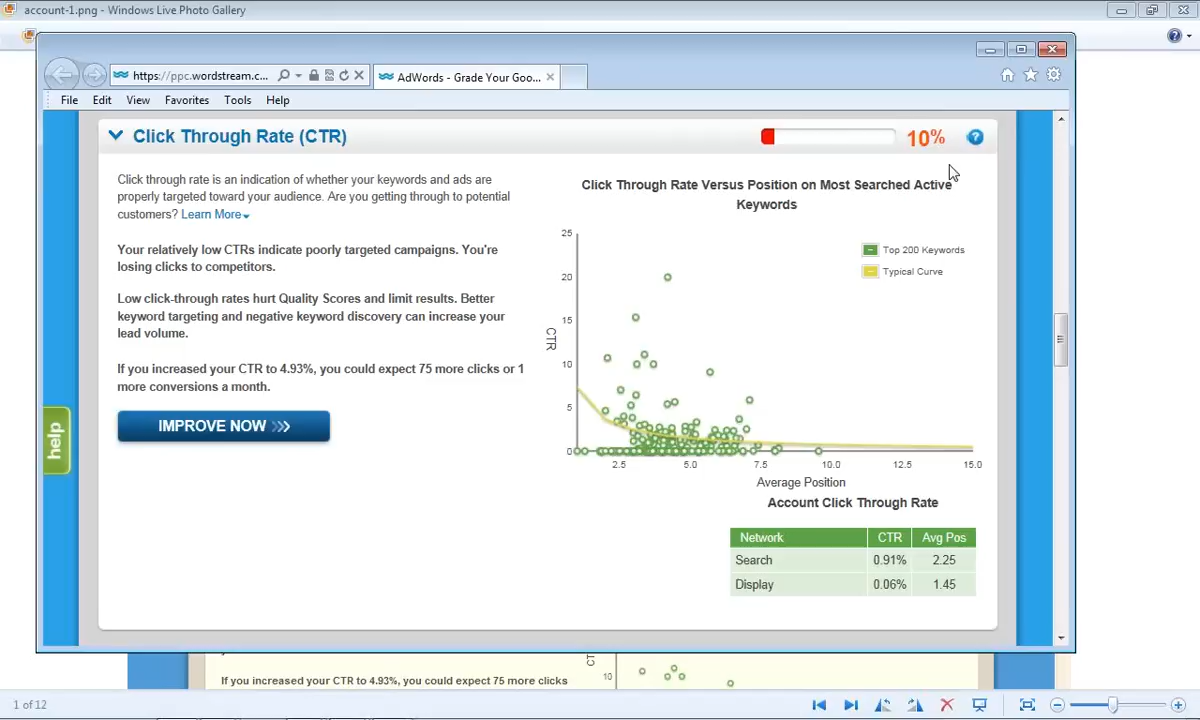 account-1.png - Windows Live Photo Gallery
https://ppc.wordstream.c...
AdWords - Grade Your Goo...
File Edit View Favorites Tools Help
Click Through Rate (CTR)
10%
Click through rate is an indication of whether your keywords and ads are
properly targeted toward your audience. Are you getting through to potential
customers? Learn More
Your relatively low CTRs indicate poorly targeted campaigns. You're
losing clicks to competitors.
Low click-through rates hurt Quality Scores and limit results. Better
keyword targeting and negative keyword discovery can increase your
lead volume.
If you increased your CTR to 4.93%, you could expect 75 more clicks or 1
more conversions a month.
IMPROVE NOW
help
Click Through Rate Versus Position on Most Searched Active
Keywords
Top 200 Keywords
Typical Curve
CTR
25
20
15
10
5
0
2.5 5.0 7.5 10.0 12.5 15.0
Average Position
Account Click Through Rate
Network CTR Avg Pos
Search 0.91% 2.25
Display 0.06% 1.45
If you increased your CTR to 4.93%, you could expect 75 more clicks
10
1 of 12